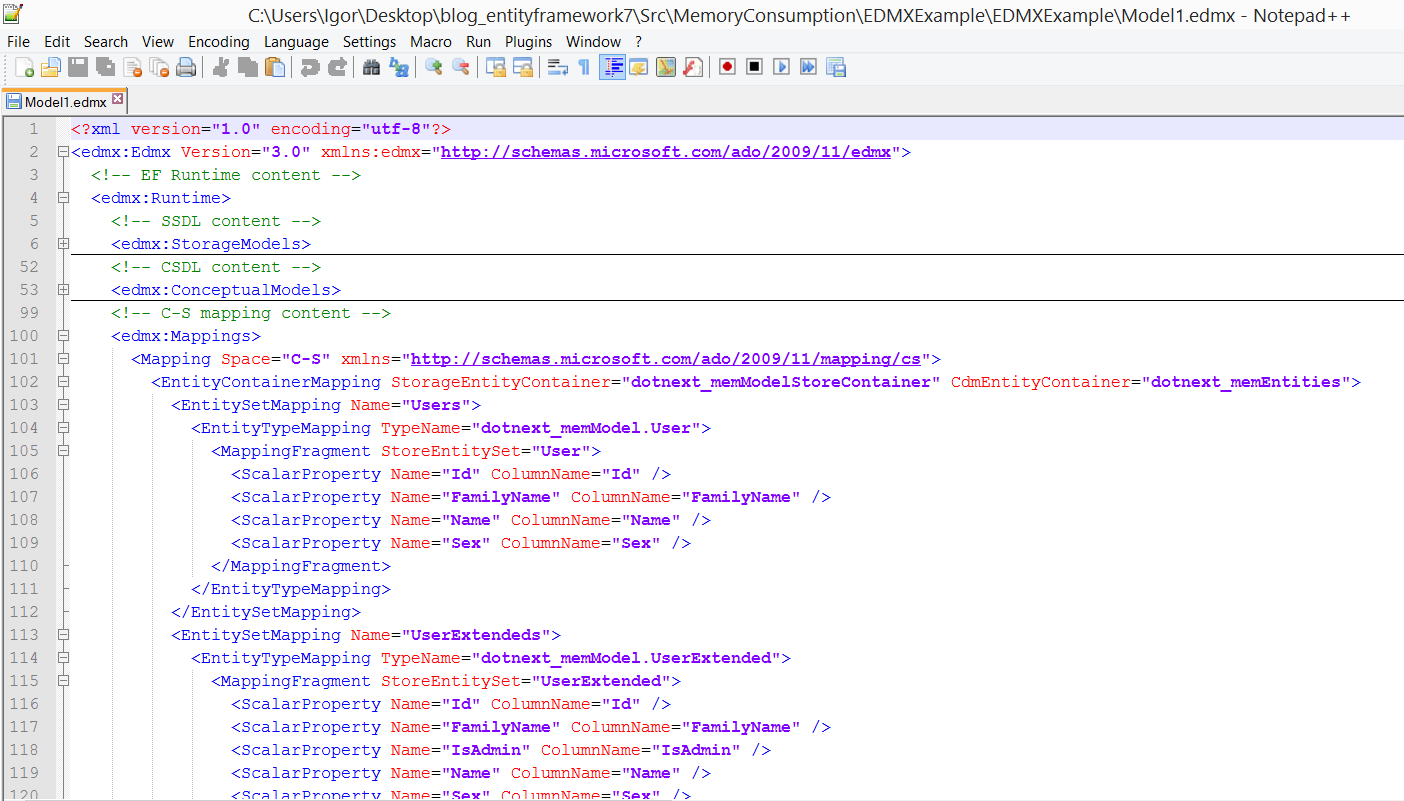 C:\Users\Igor\Desktop\blog_entityframework7\Src\MemoryConsumption\EDMXExample\EDMXExample\Model1.edmx - Notepad++
File Edit Search View Encoding Language Settings Macro Run Plugins Window ?
Model1.edmx
1 <?xml version="1.0" encoding="utf-8"?>
2 <edmx:Edmx Version="3.0" xmlns:edmx="http://schemas.microsoft.com/ado/2009/11/edmx">
3 <!-- EF Runtime content -->
4 <edmx:Runtime>
5 <!-- SSDL content -->
6 <edmx:StorageModels>
52 <!-- CSDL content -->
53 <edmx:ConceptualModels>
99 <!-- C-S mapping content -->
100 <edmx:Mappings>
101 <Mapping Space="C-S" xmlns="http://schemas.microsoft.com/ado/2009/11/mapping/cs">
102 <EntityContainerMapping StorageEntityContainer="dotnext_memModelStoreContainer" CdmEntityContainer="dotnext_memEntities">
103 <EntitySetMapping Name="Users">
104 <EntityTypeMapping TypeName="dotnext_memModel.User">
105 <MappingFragment StoreEntitySet="User">
106 <ScalarProperty Name="Id" ColumnName="Id" />
107 <ScalarProperty Name="FamilyName" ColumnName="FamilyName" />
108 <ScalarProperty Name="Name" ColumnName="Name" />
109 <ScalarProperty Name="Sex" ColumnName="Sex" />
110 </MappingFragment>
111 </EntityTypeMapping>
112 </EntitySetMapping>
113 <EntitySetMapping Name="UserExtendeds">
114 <EntityTypeMapping TypeName="dotnext_memModel.UserExtended">
115 <MappingFragment StoreEntitySet="UserExtended">
116 <ScalarProperty Name="Id" ColumnName="Id" />
117 <ScalarProperty Name="FamilyName" ColumnName="FamilyName" />
118 <ScalarProperty Name="IsAdmin" ColumnName="IsAdmin" />
119 <ScalarProperty Name="Name" ColumnName="Name" />
120 <ScalarProperty Name="Sex" ColumnName="Sex" />